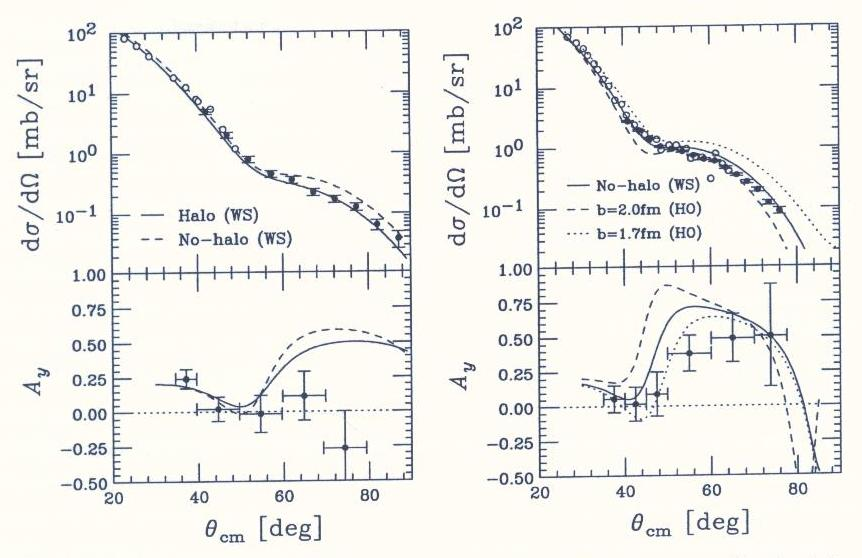 10²
10¹
10⁰
10⁻¹
dσ/dΩ [mb/sr]
Halo (WS)
No-halo (WS)
1.00
0.75
0.50
0.25
0.00
−0.25
−0.50
A_y
20 40 60 80
θ_cm [deg]
10²
10¹
10⁰
10⁻¹
dσ/dΩ [mb/sr]
No-halo (WS)
b=2.0fm (HO)
b=1.7fm (HO)
1.00
0.75
0.50
0.25
0.00
−0.25
−0.50
A_y
20 40 60 80
θ_cm [deg]